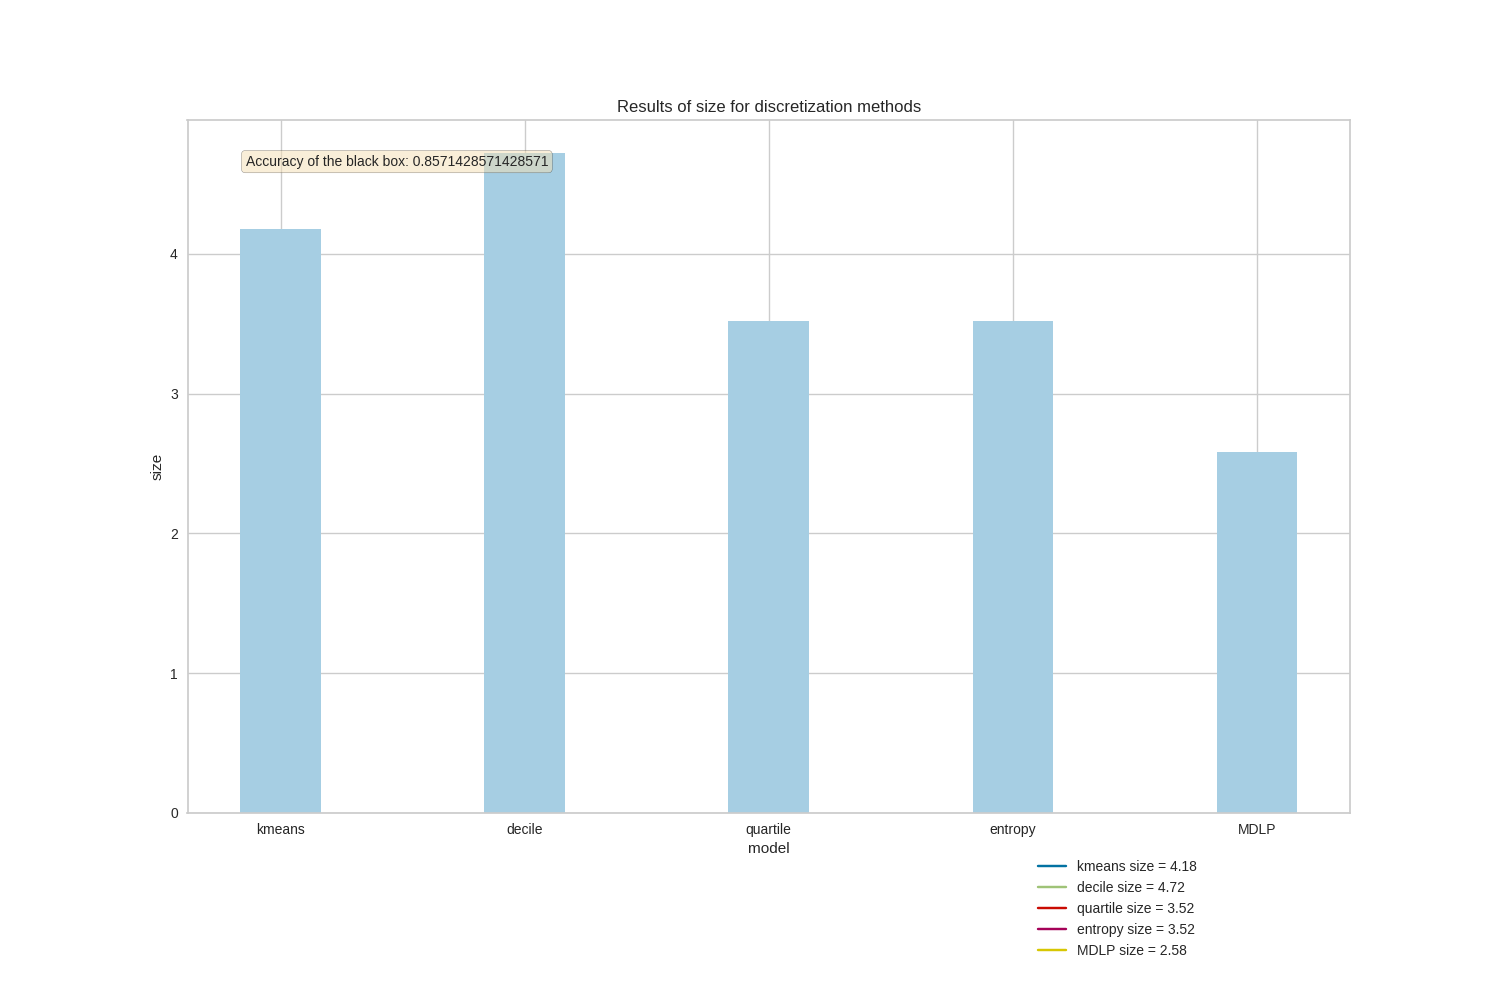 Results of size for discretization methods
Accuracy of the black box: 0.8571428571428571
4
3
2
1
0
size
kmeans decile quartile entropy MDLP
model
kmeans size = 4.18
decile size = 4.72
quartile size = 3.52
entropy size = 3.52
MDLP size = 2.58